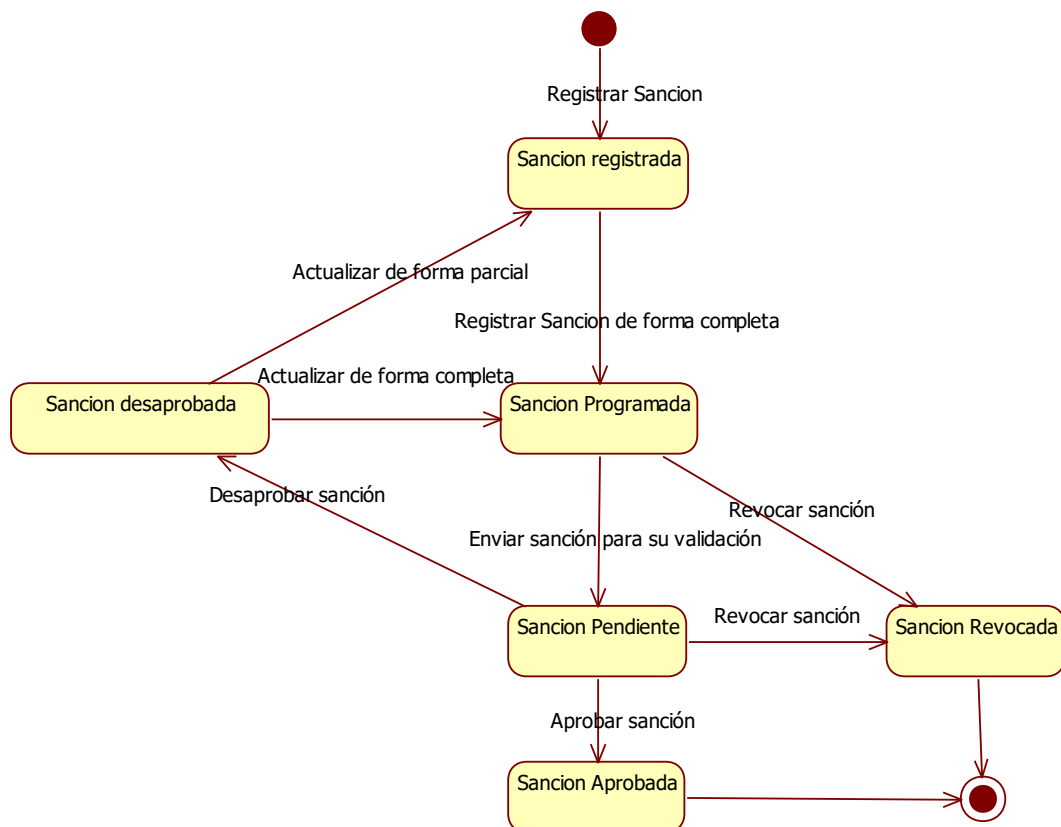 Registrar Sancion
Sancion registrada
Actualizar de forma parcial
Registrar Sancion de forma completa
Actualizar de forma completa
Sancion desaprobada
Sancion Programada
Desaprobar sanción
Revocar sanción
Enviar sanción para su validación
Sancion Pendiente
Revocar sanción
Sancion Revocada
Aprobar sanción
Sancion Aprobada